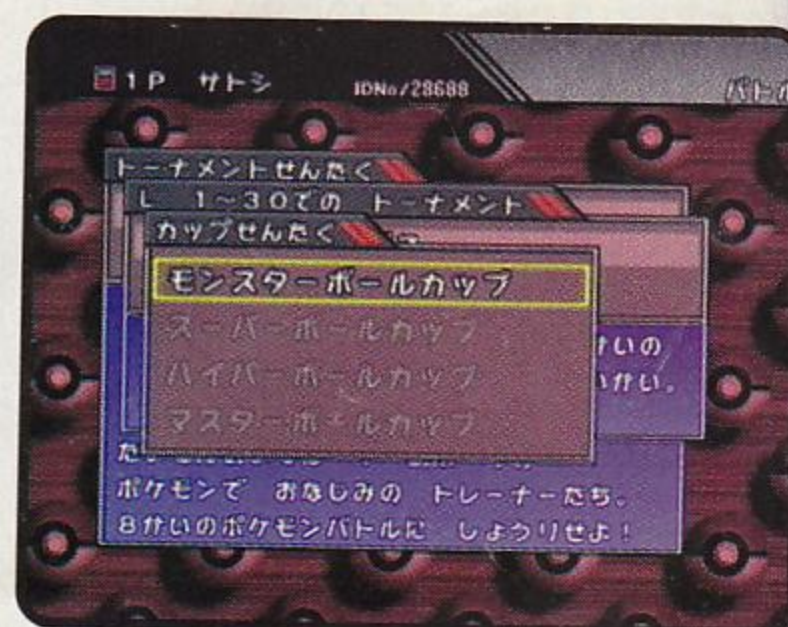 1P サトシ IDNo/28688
バトル
トーナメントせんたく
L 1~30での トーナメント
カップせんたく
モンスターボールカップ
スーパーボールカップ
ハイパーボールカップ
マスターボールカップ
いの
かい。
ポケモンで おなじみの トレーナーたち。
8かいのポケモンバトルに しょうりせよ!